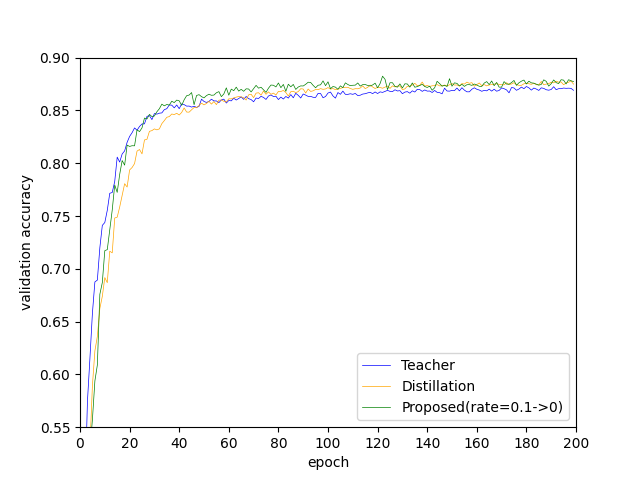 0.90
0.85
0.80
0.75
0.70
0.65
0.60
0.55
validation accuracy
Teacher
Distillation
Proposed(rate=0.1->0)
0 20 40 60 80 100 120 140 160 180 200
epoch